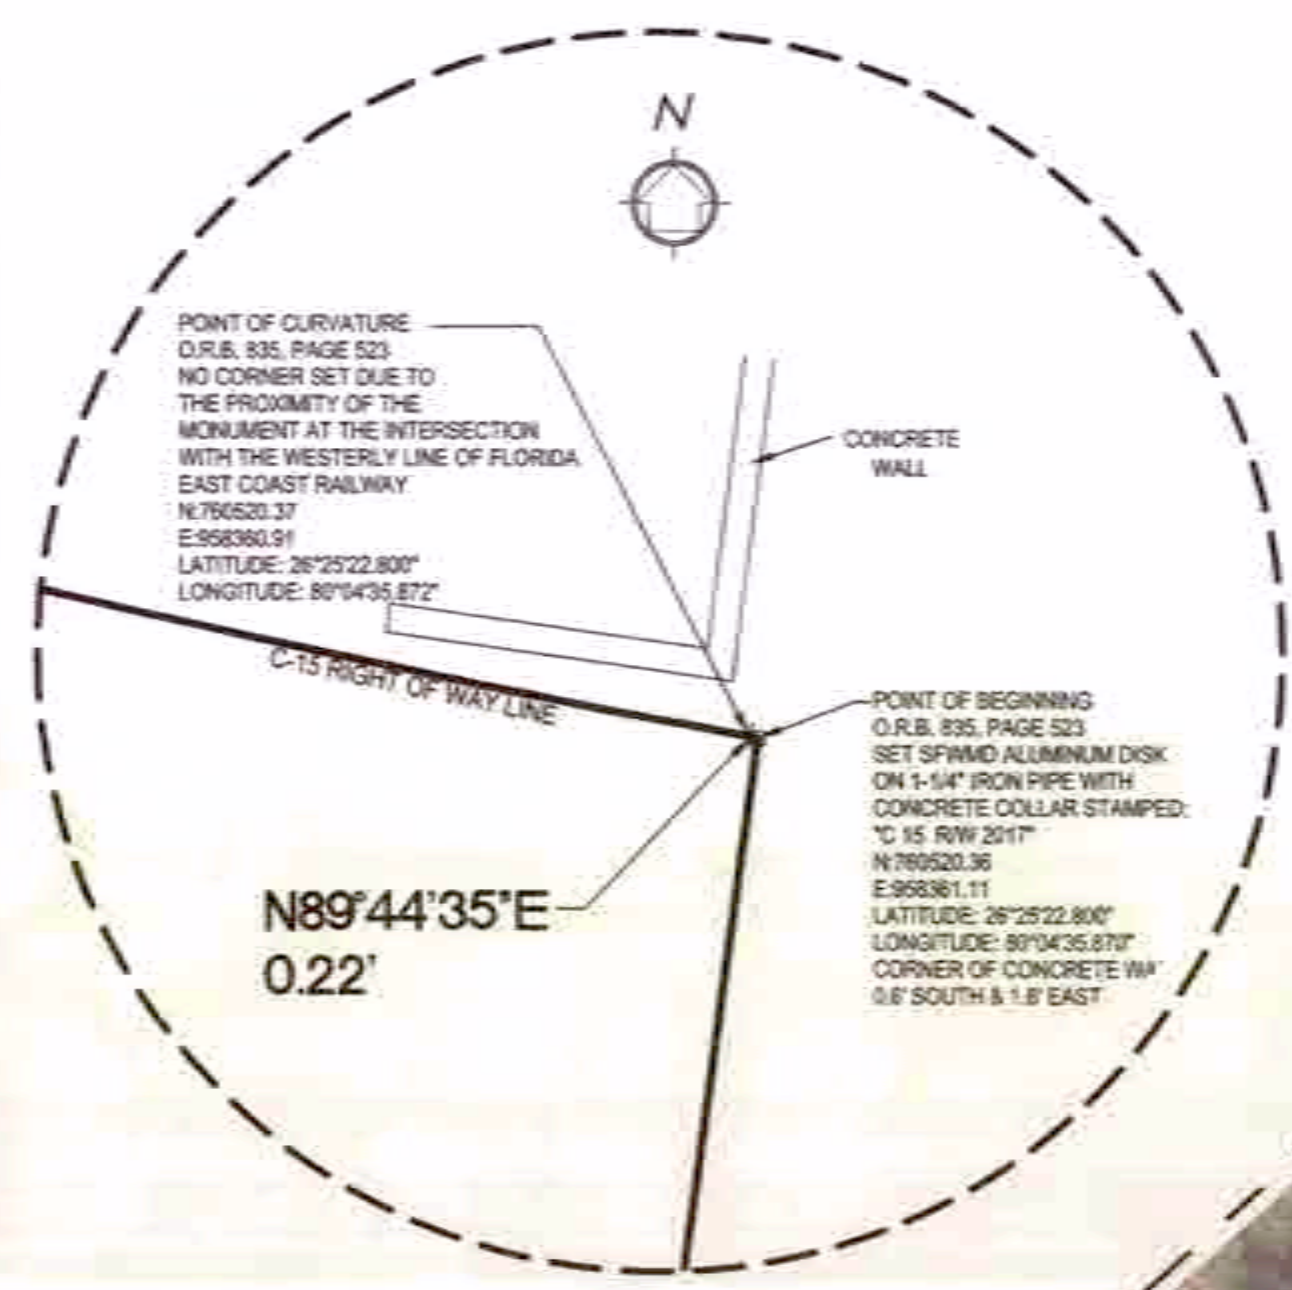 N
POINT OF CURVATURE
O.R.B. 835, PAGE 523
NO CORNER SET DUE TO
THE PROXIMITY OF THE
MONUMENT AT THE INTERSECTION
WITH THE WESTERLY LINE OF FLORIDA
EAST COAST RAILWAY
N:760520.37
E:958360.91
LATITUDE: 26°25'22.800"
LONGITUDE: 80°04'35.872"
CONCRETE
WALL
C-15 RIGHT OF WAY LINE
POINT OF BEGINNING
O.R.B. 835, PAGE 523
SET SFWMD ALUMINUM DISK
ON 1-1/4" IRON PIPE WITH
CONCRETE COLLAR STAMPED:
"C 15 R/W 2017"
N:760520.36
E:958361.11
LATITUDE: 26°25'22.800"
LONGITUDE: 80°04'35.870"
CORNER OF CONCRETE
0.6' SOUTH & 1.8' EAST
N89°44'35"E
0.22'